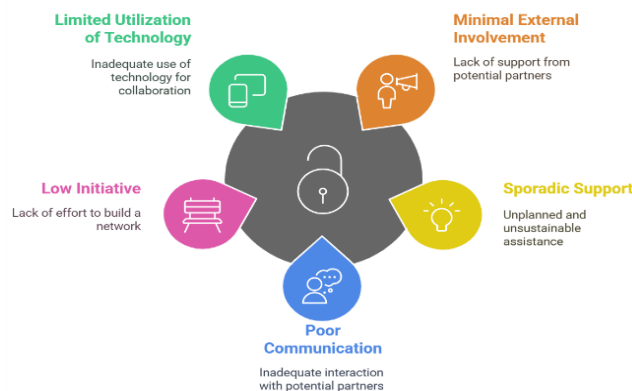 Limited Utilization
of Technology
Inadequate use of
technology for
collaboration
Minimal External
Involvement
Lack of support from
potential partners
Low Initiative
Lack of effort to build a
network
Sporadic Support
Unplanned and
unsustainable
assistance
Poor
Communication
Inadequate interaction
with potential partners